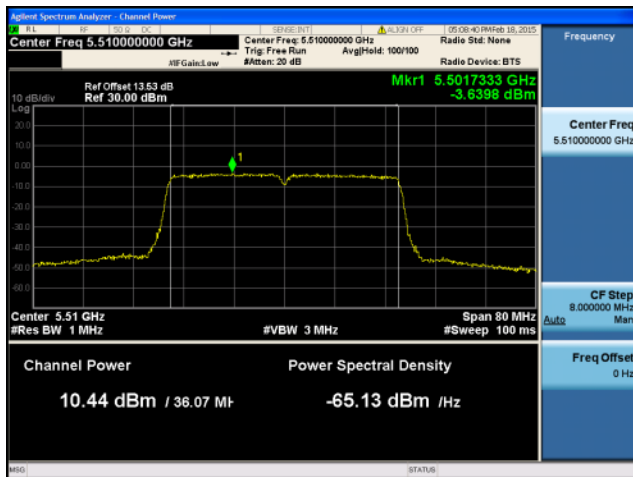 Agilent Spectrum Analyzer - Channel Power
RL RF 50 Ω DC SENSE:INT ALIGN OFF 05:08:40 PM Feb 18, 2015
Center Freq 5.510000000 GHz
Center Freq: 5.510000000 GHz
Radio Std: None
Trig: Free Run Avg|Hold: 100/100
#IFGain:Low #Atten: 20 dB Radio Device: BTS
Mkr1 5.5017333 GHz
-3.6398 dBm
Ref Offset 13.53 dB
10 dB/div Ref 30.00 dBm
Log
20.0
10.0
0.00
-10.0
-20.0
-30.0
-40.0
-50.0
-60.0
1
Center 5.51 GHz Span 80 MHz
#Res BW 1 MHz #VBW 3 MHz #Sweep 100 ms
Channel Power Power Spectral Density
10.44 dBm / 36.07 MH -65.13 dBm /Hz
MSG STATUS
Frequency
Center Freq
5.510000000 GHz
CF Step
8.000000 MHz
Auto Man
Freq Offset
0 Hz